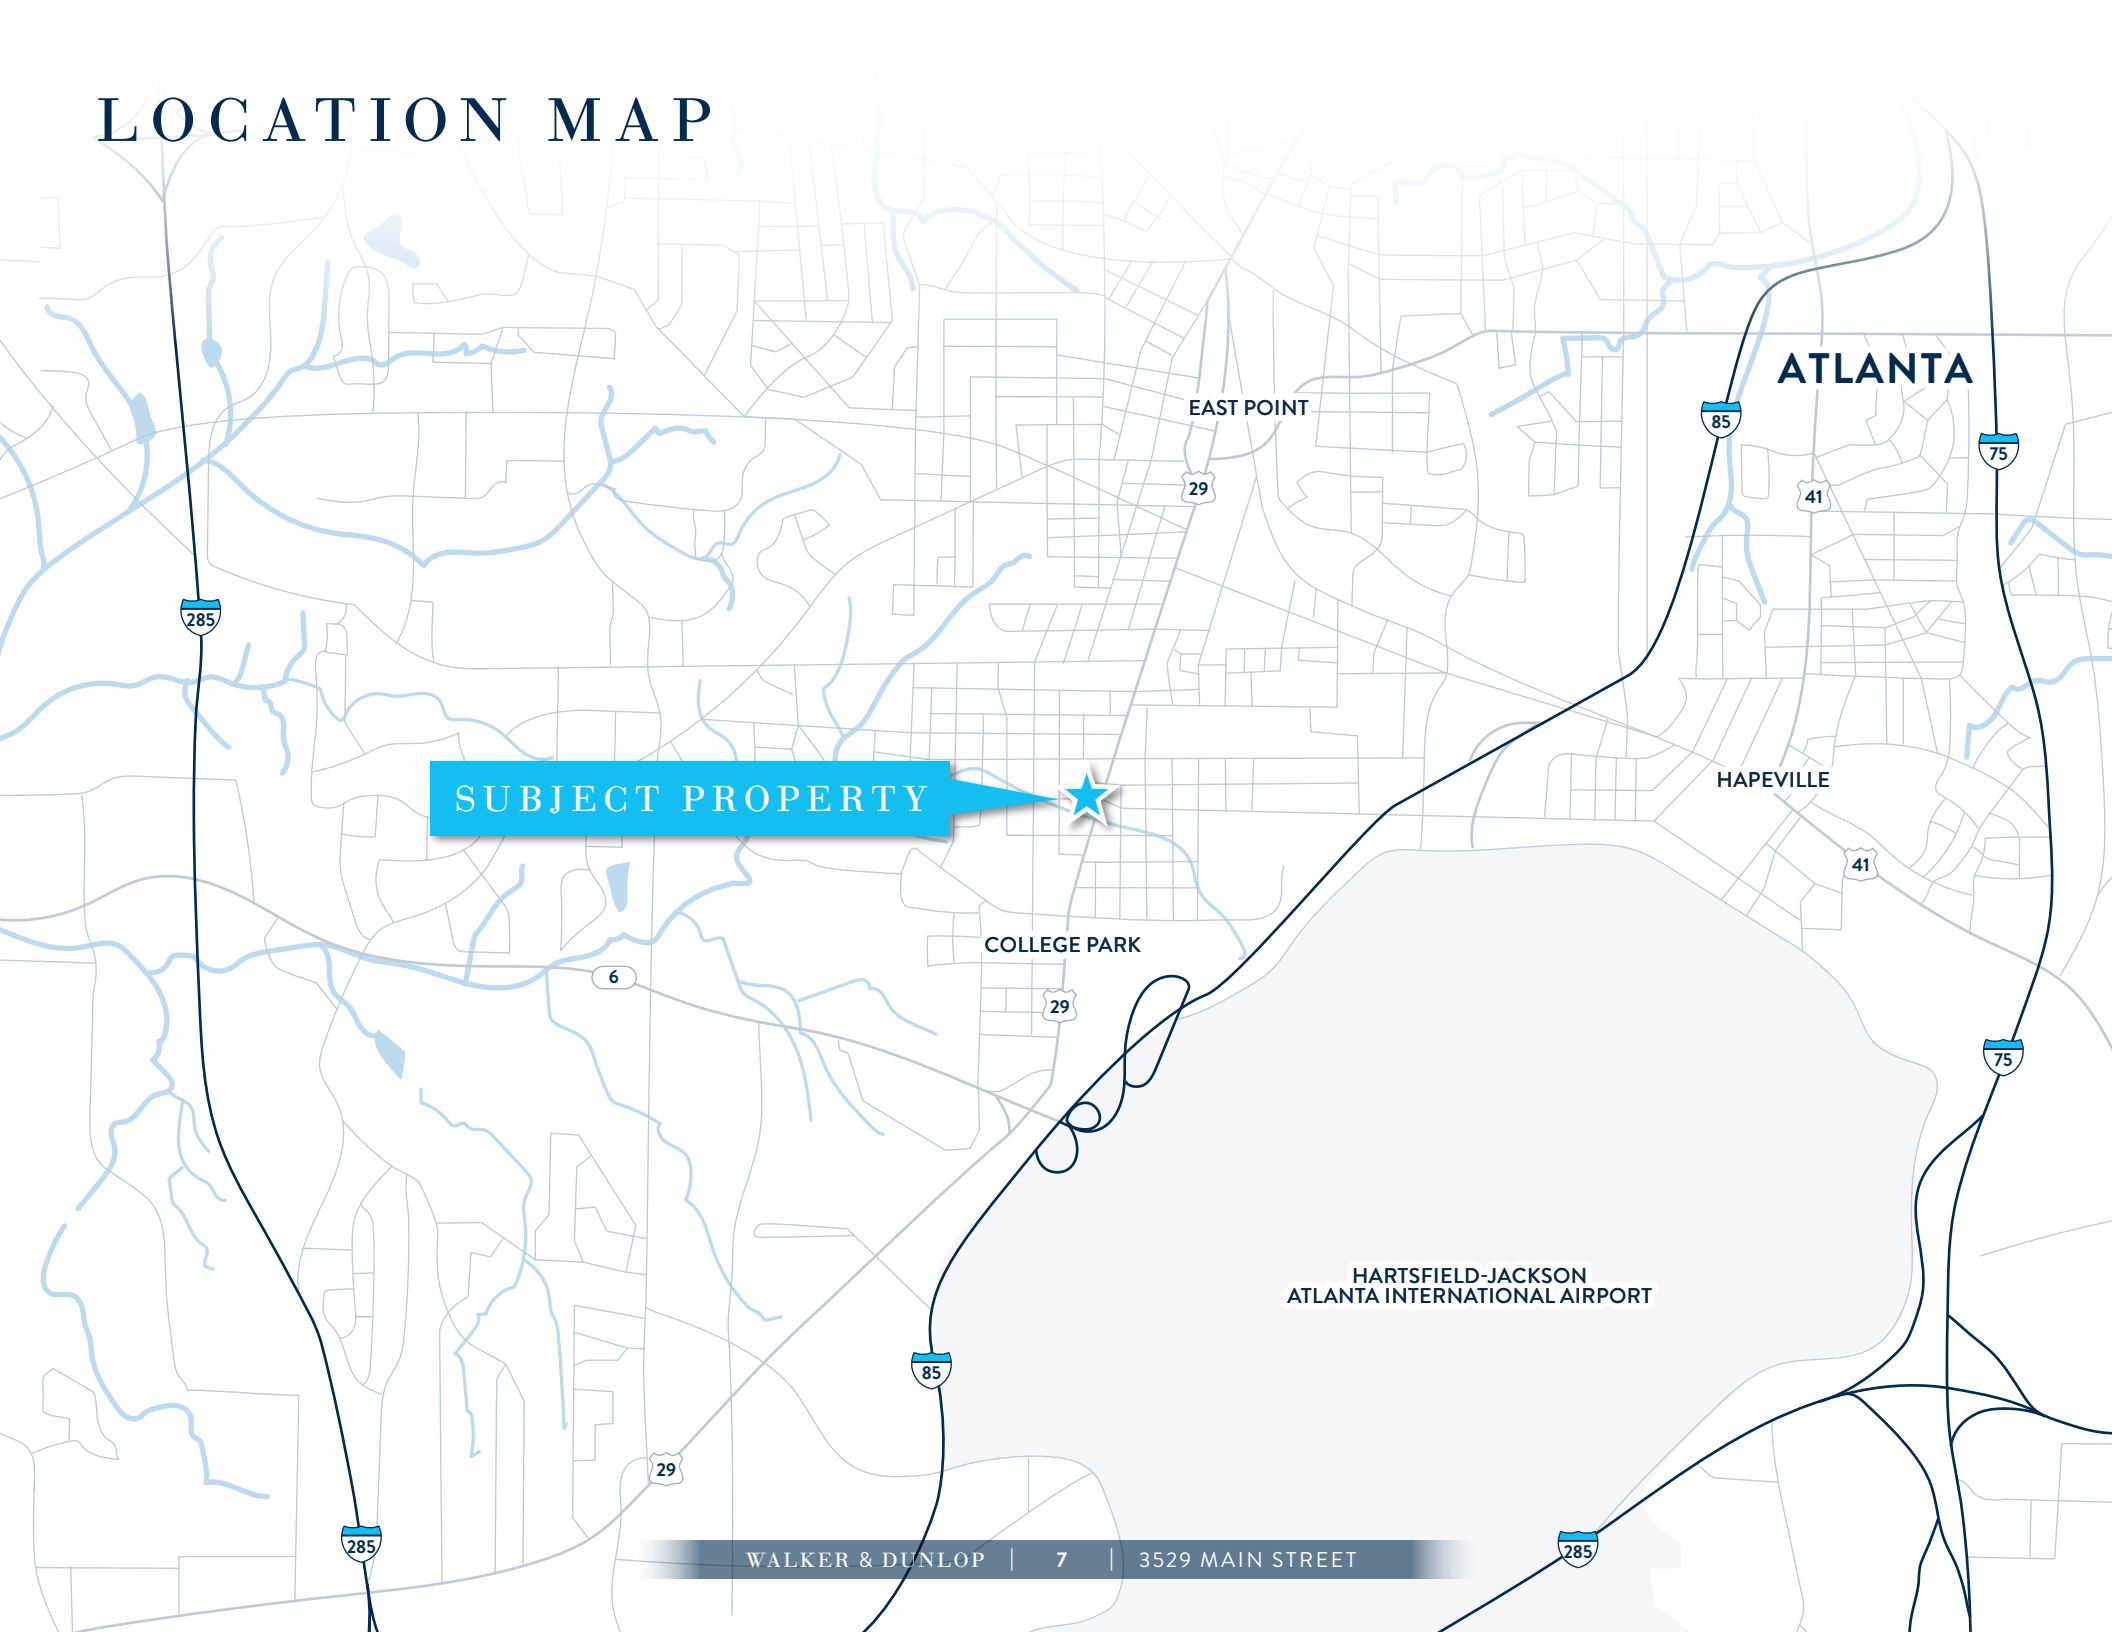 LOCATION MAP
ATLANTA
EAST POINT
85
75
29
41
285
SUBJECT PROPERTY
HAPEVILLE
41
COLLEGE PARK
6
29
75
HARTSFIELD-JACKSON
ATLANTA INTERNATIONAL AIRPORT
85
29
285
285
WALKER & DUNLOP | 7 | 3529 MAIN STREET